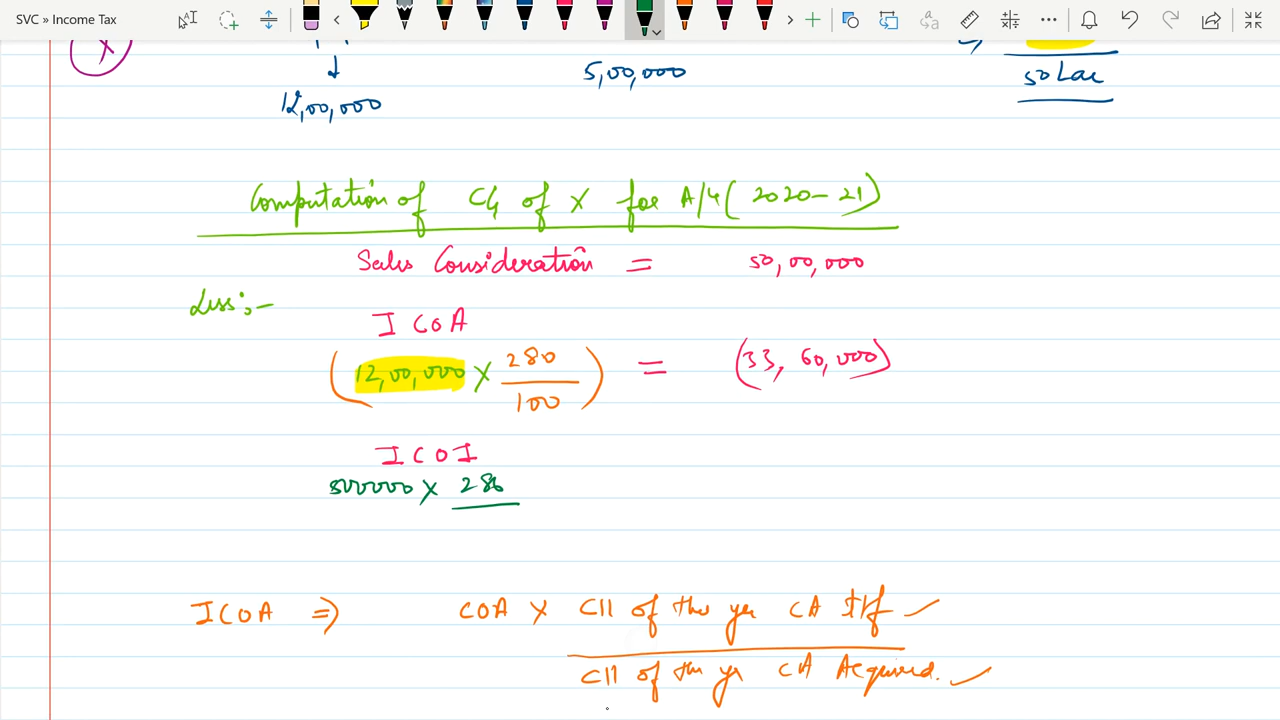 SVC » Income Tax
X
12,00,000
5,00,000
50 Lac
Computation of CG of X for A/Y ( 2020-21 )
Sales Consideration = 50,00,000
Less:-
I COA
( 12,00,000 X 280 / 100 ) = (33,60,000)
I COI
500000 X 280
ICOA ⇒ COA X CII of the yr CA t/f ✓
CII of the yr CA Acquired. ✓